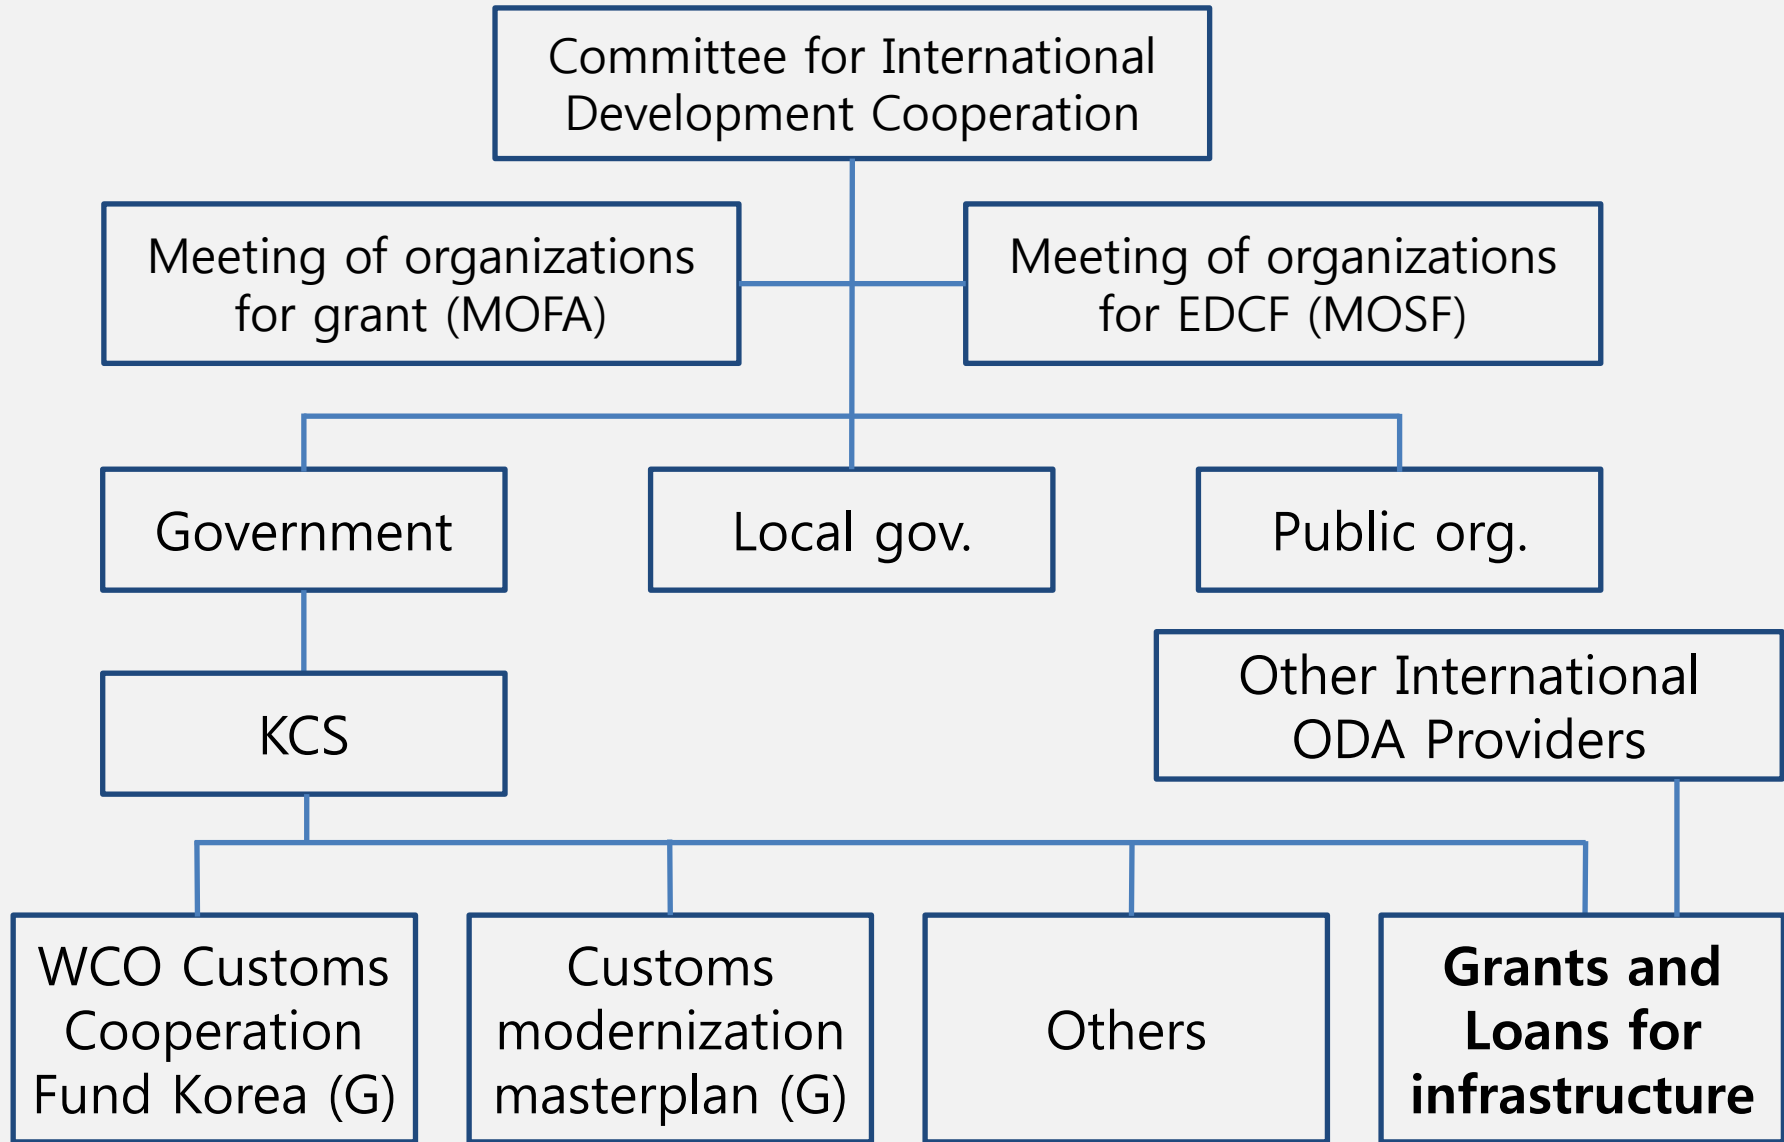 Committee for International
Development Cooperation
Meeting of organizations
for grant (MOFA)
Meeting of organizations
for EDCF (MOSF)
Government
Local gov.
Public org.
KCS
Other International
ODA Providers
WCO Customs
Cooperation
Fund Korea (G)
Customs
modernization
masterplan (G)
Others
Grants and
Loans for
infrastructure